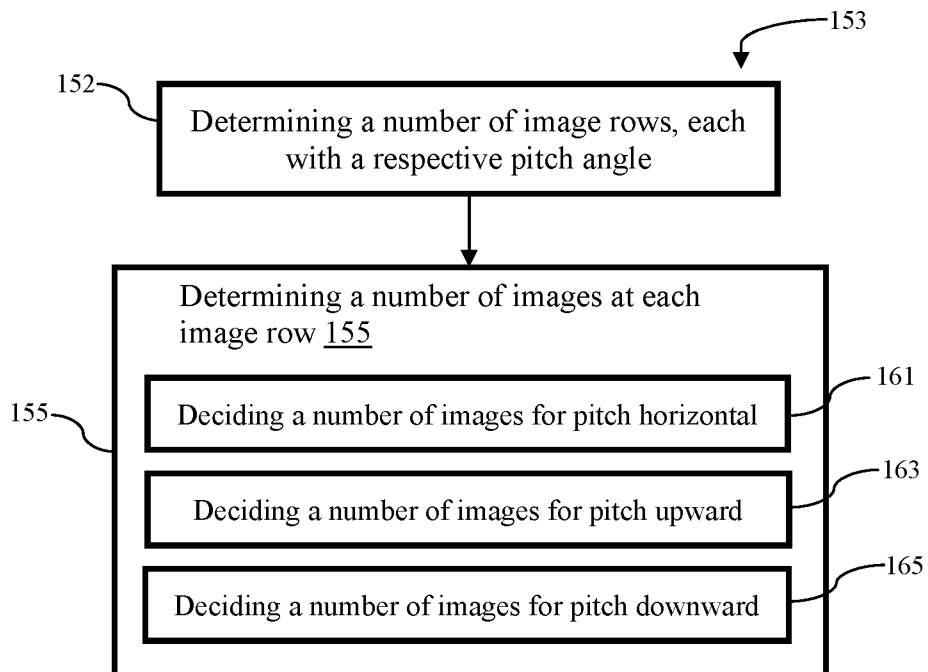 153
152
Determining a number of image rows, each
with a respective pitch angle
Determining a number of images at each
image row 155
161
155
Deciding a number of images for pitch horizontal
163
Deciding a number of images for pitch upward
165
Deciding a number of images for pitch downward